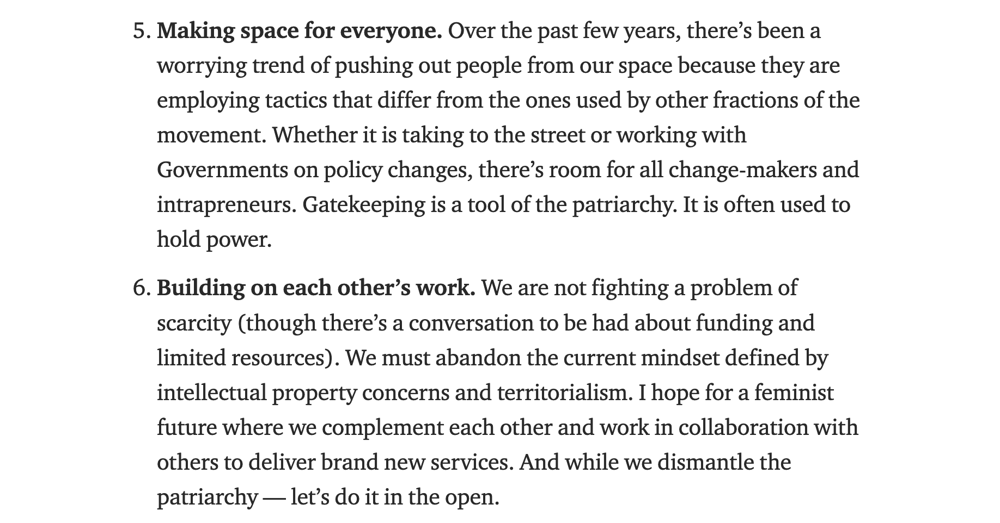 5. Making space for everyone. Over the past few years, there’s been a
worrying trend of pushing out people from our space because they are
employing tactics that differ from the ones used by other fractions of the
movement. Whether it is taking to the street or working with
Governments on policy changes, there’s room for all change-makers and
intrapreneurs. Gatekeeping is a tool of the patriarchy. It is often used to
hold power.
6. Building on each other’s work. We are not fighting a problem of
scarcity (though there’s a conversation to be had about funding and
limited resources). We must abandon the current mindset defined by
intellectual property concerns and territorialism. I hope for a feminist
future where we complement each other and work in collaboration with
others to deliver brand new services. And while we dismantle the
patriarchy — let’s do it in the open.